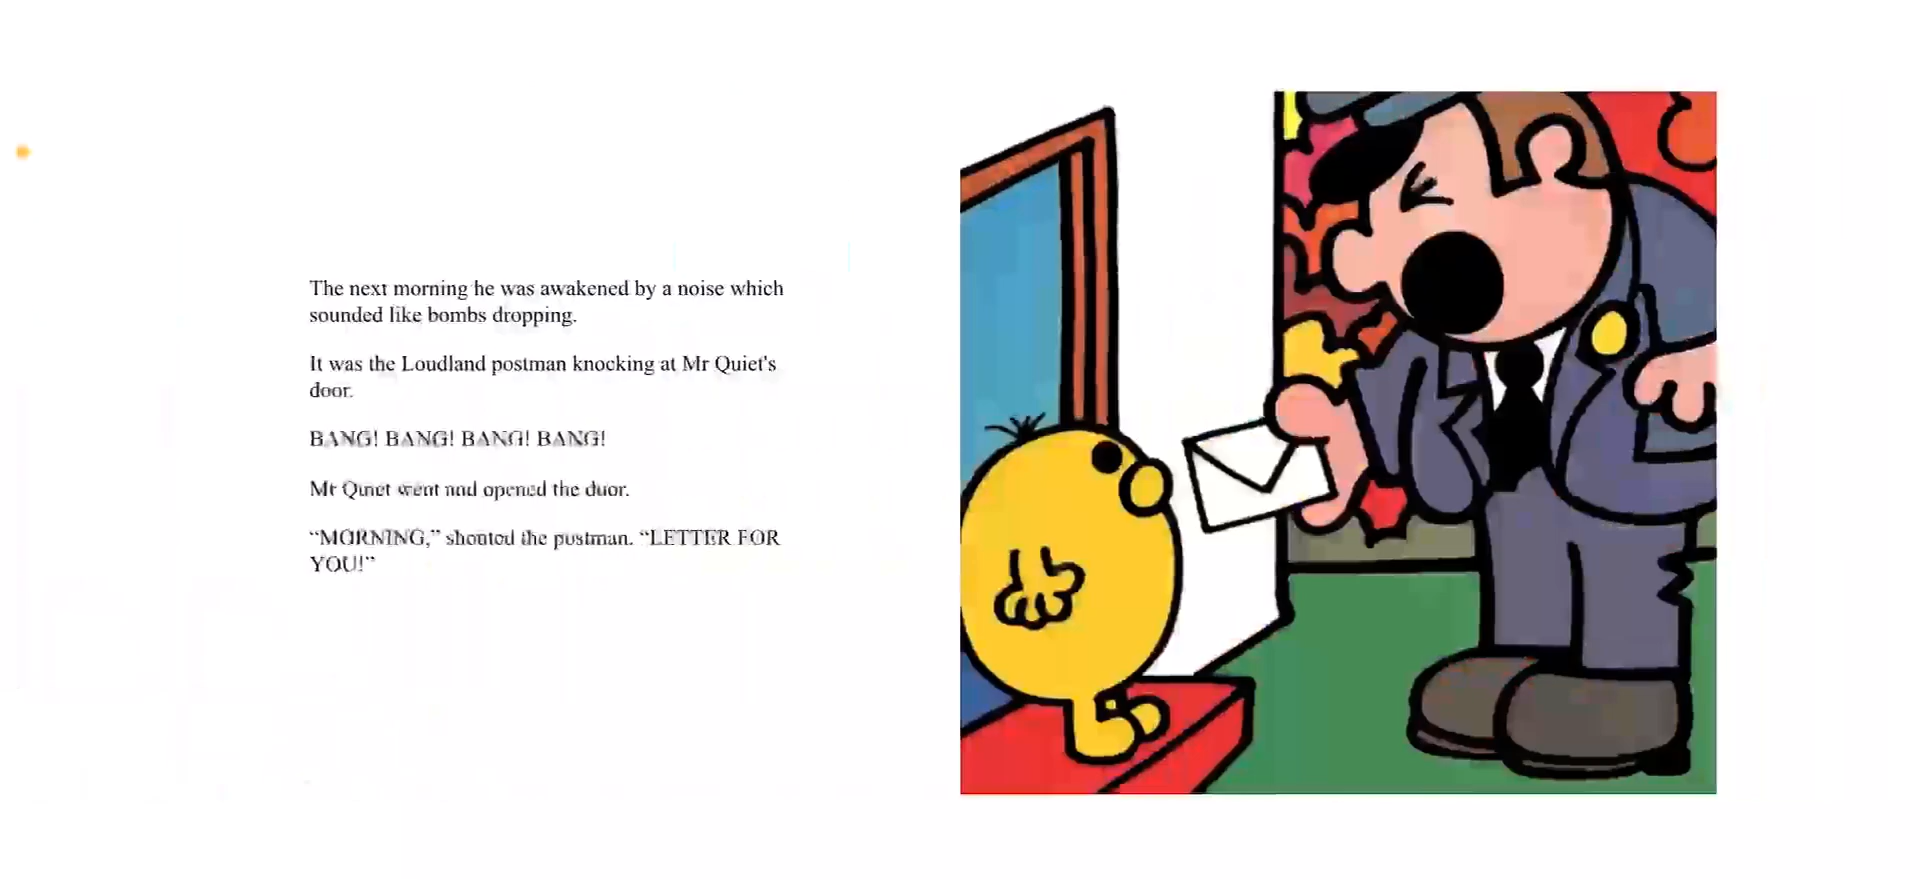 The next morning he was awakened by a noise which
sounded like bombs dropping.
It was the Loudland postman knocking at Mr Quiet's
door.
BANG! BANG! BANG! BANG!
Mr Quiet went and opened the door.
“MORNING,” shouted the postman. “LETTER FOR
YOU!”